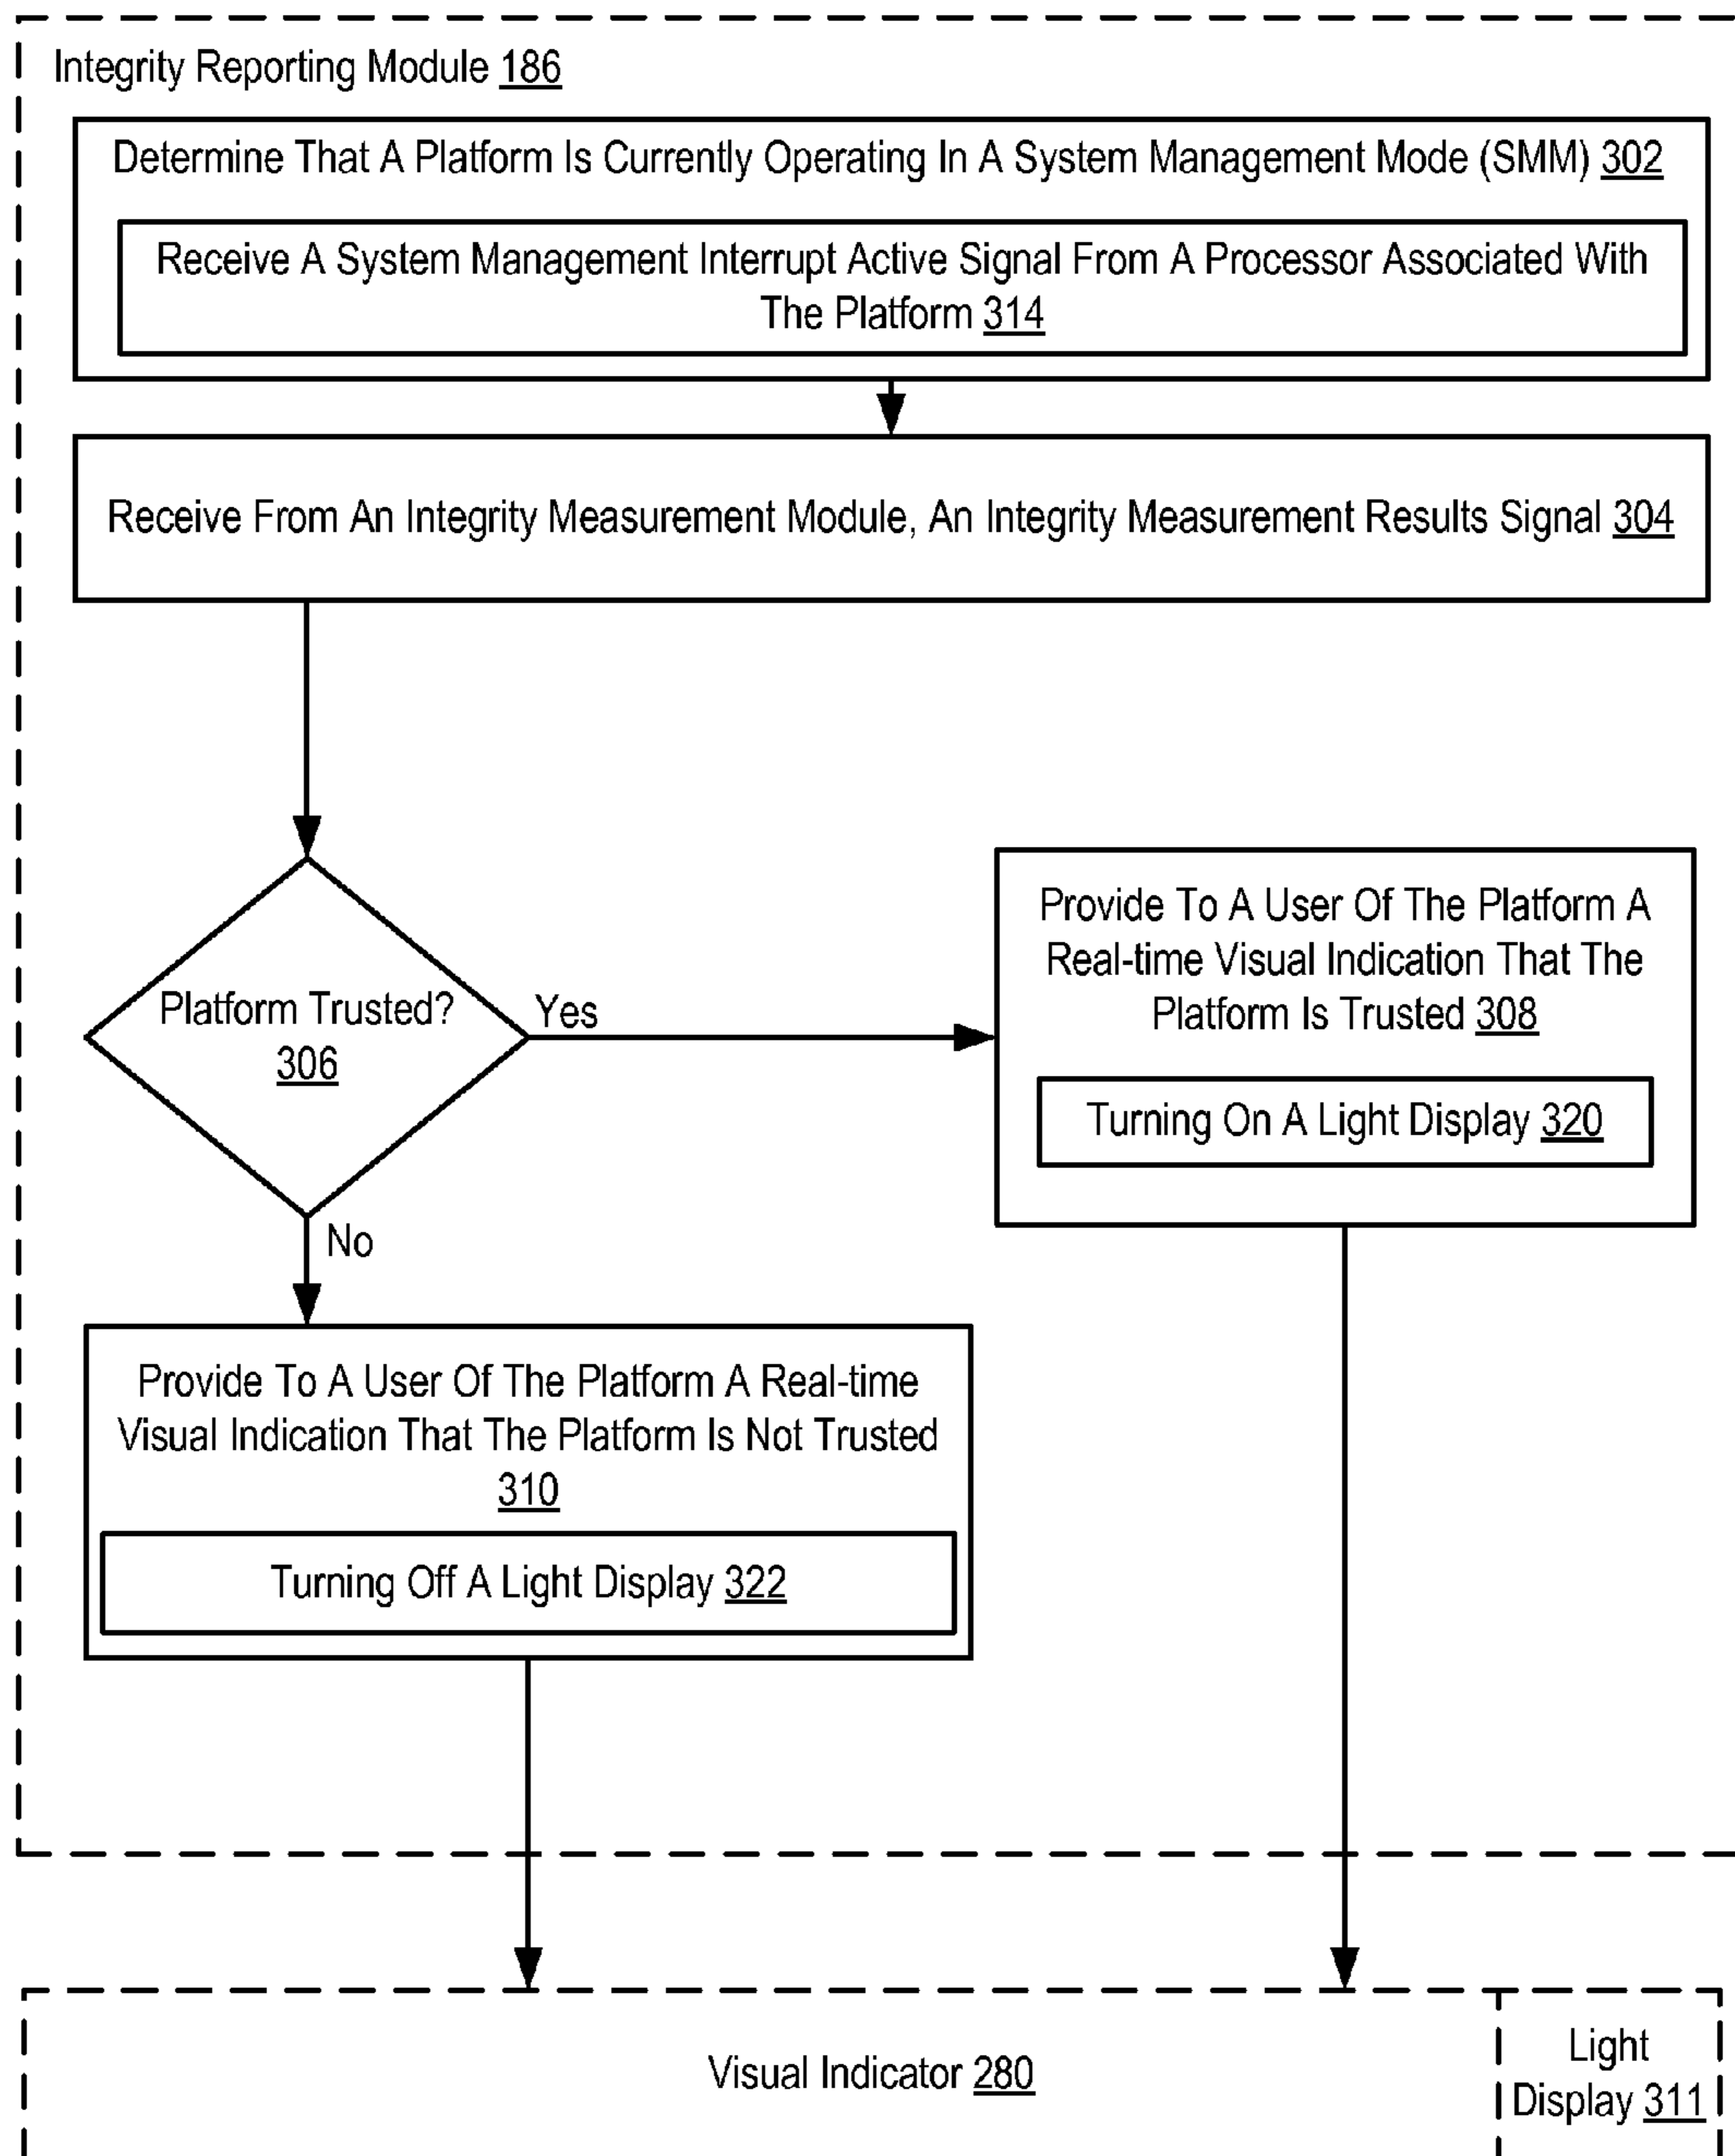 Integrity Reporting Module 186
Determine That A Platform Is Currently Operating In A System Management Mode (SMM) 302
Receive A System Management Interrupt Active Signal From A Processor Associated With
The Platform 314
Receive From An Integrity Measurement Module, An Integrity Measurement Results Signal 304
Platform Trusted?
306
Yes
No
Provide To A User Of The Platform A
Real-time Visual Indication That The
Platform Is Trusted 308
Turning On A Light Display 320
Provide To A User Of The Platform A Real-time
Visual Indication That The Platform Is Not Trusted
310
Turning Off A Light Display 322
Visual Indicator 280
Light
Display 311